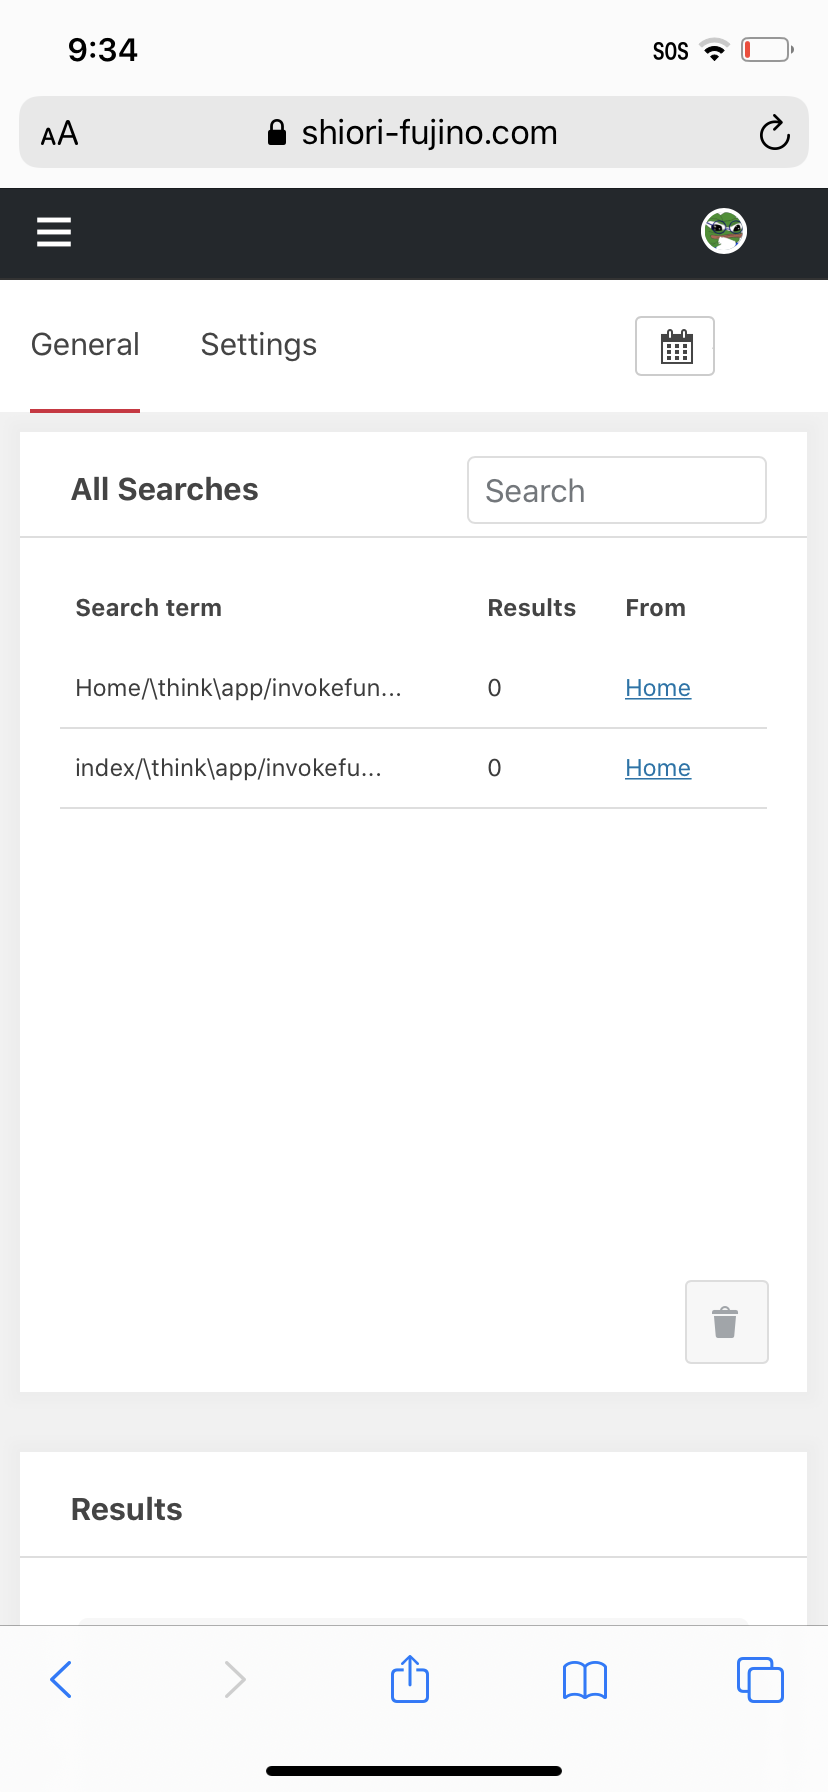 9:34
SOS
AA
shiori-fujino.com
General
Settings
All Searches
Search
Search term Results From
Home/\think\app/invokefun... 0 Home
index/\think\app/invokefu... 0 Home
Results